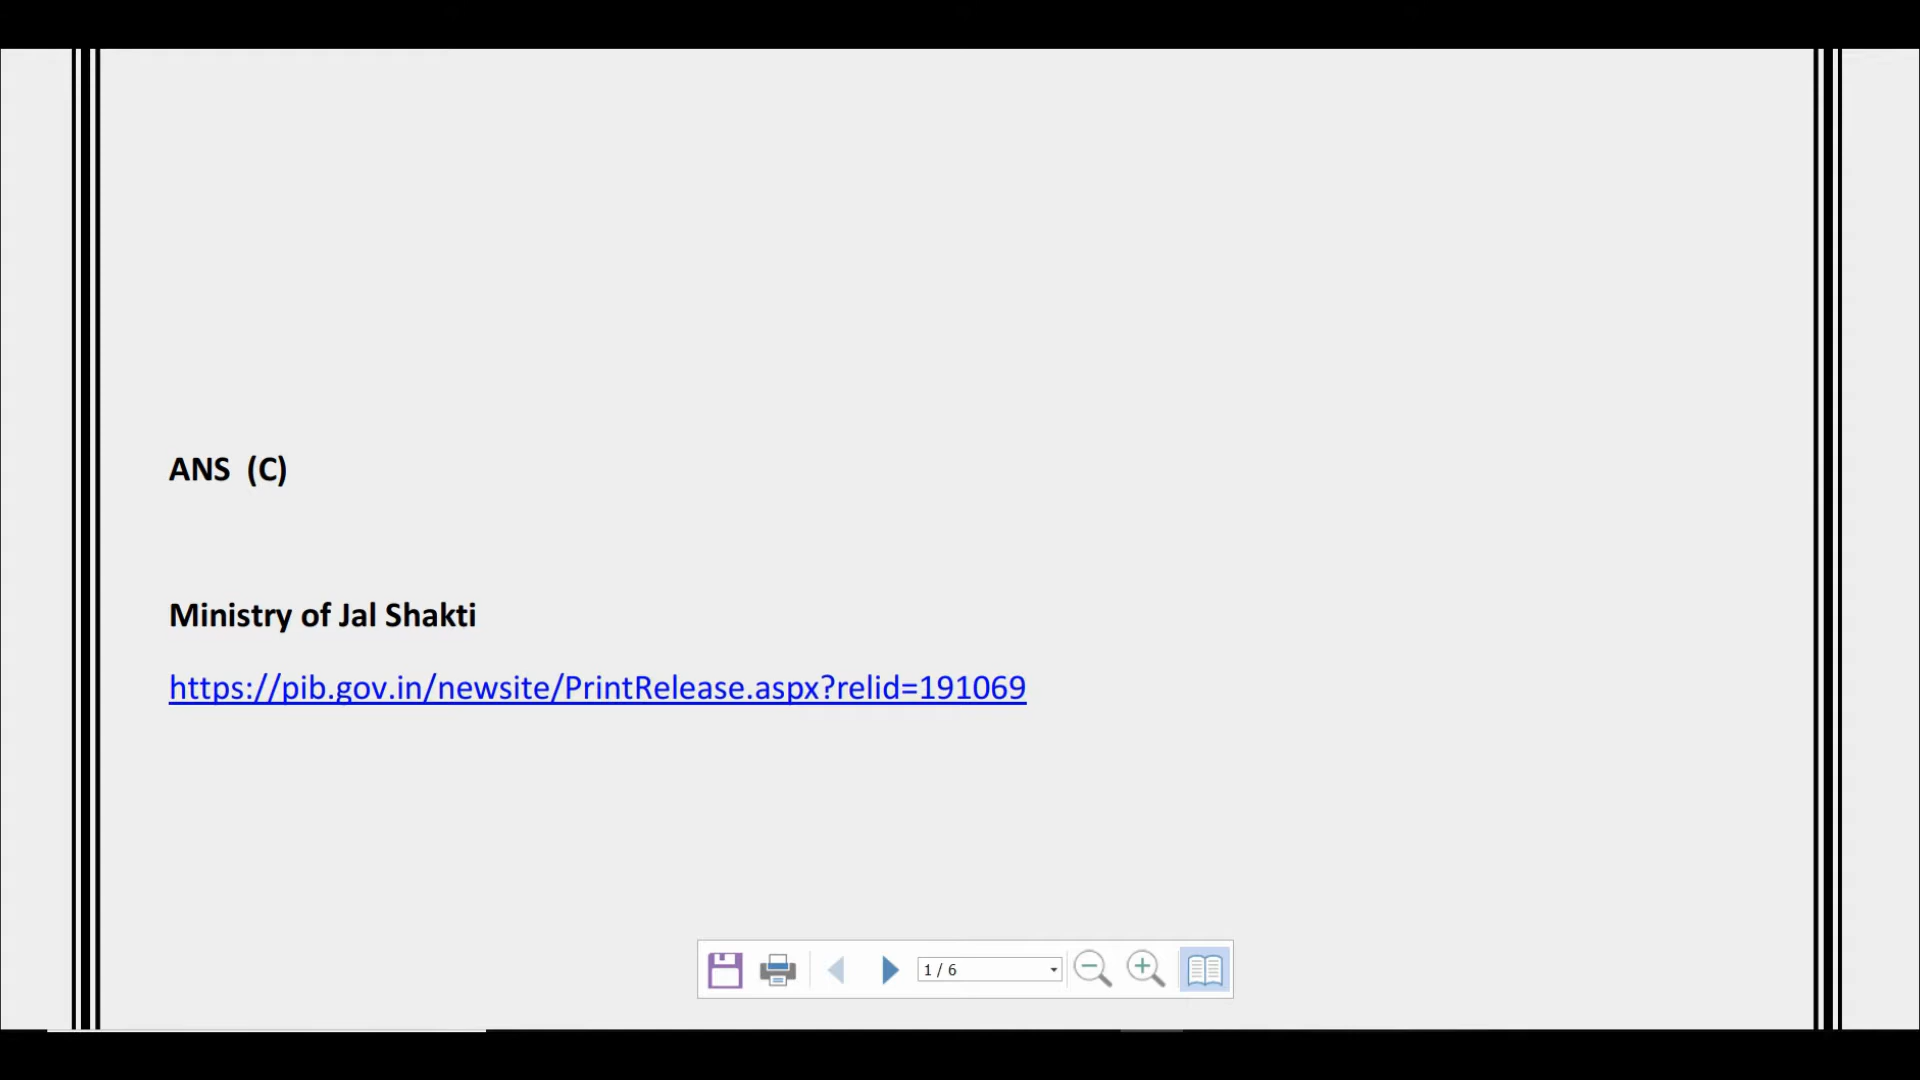 ANS (C)
Ministry of Jal Shakti
https://pib.gov.in/newsite/PrintRelease.aspx?relid=191069
1 / 6